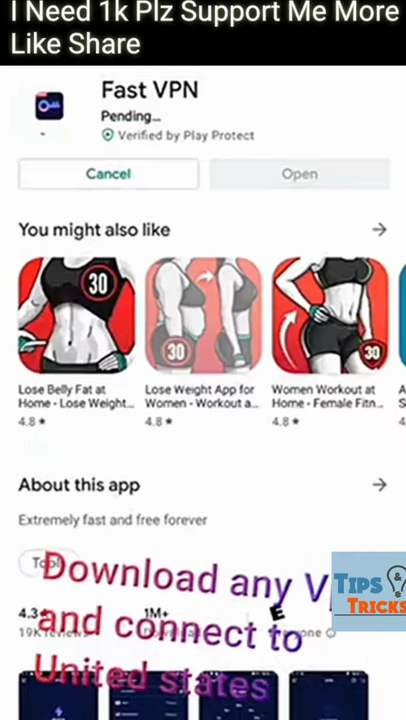 I Need 1k Plz Support Me More
Like Share
Fast VPN
Pending...
Verified by Play Protect
Cancel
Open
You might also like
30
30
30
Lose Belly Fat at
Home - Lose Weight...
4.8★
Lose Weight App for
Women - Workout a...
4.8★
Women Workout at
Home - Female Fitn...
4.8★
About this app
Extremely fast and free forever
Download any
and connect to
United states
TIPS &
TRICKS
4.3★
1M+
19K reviews